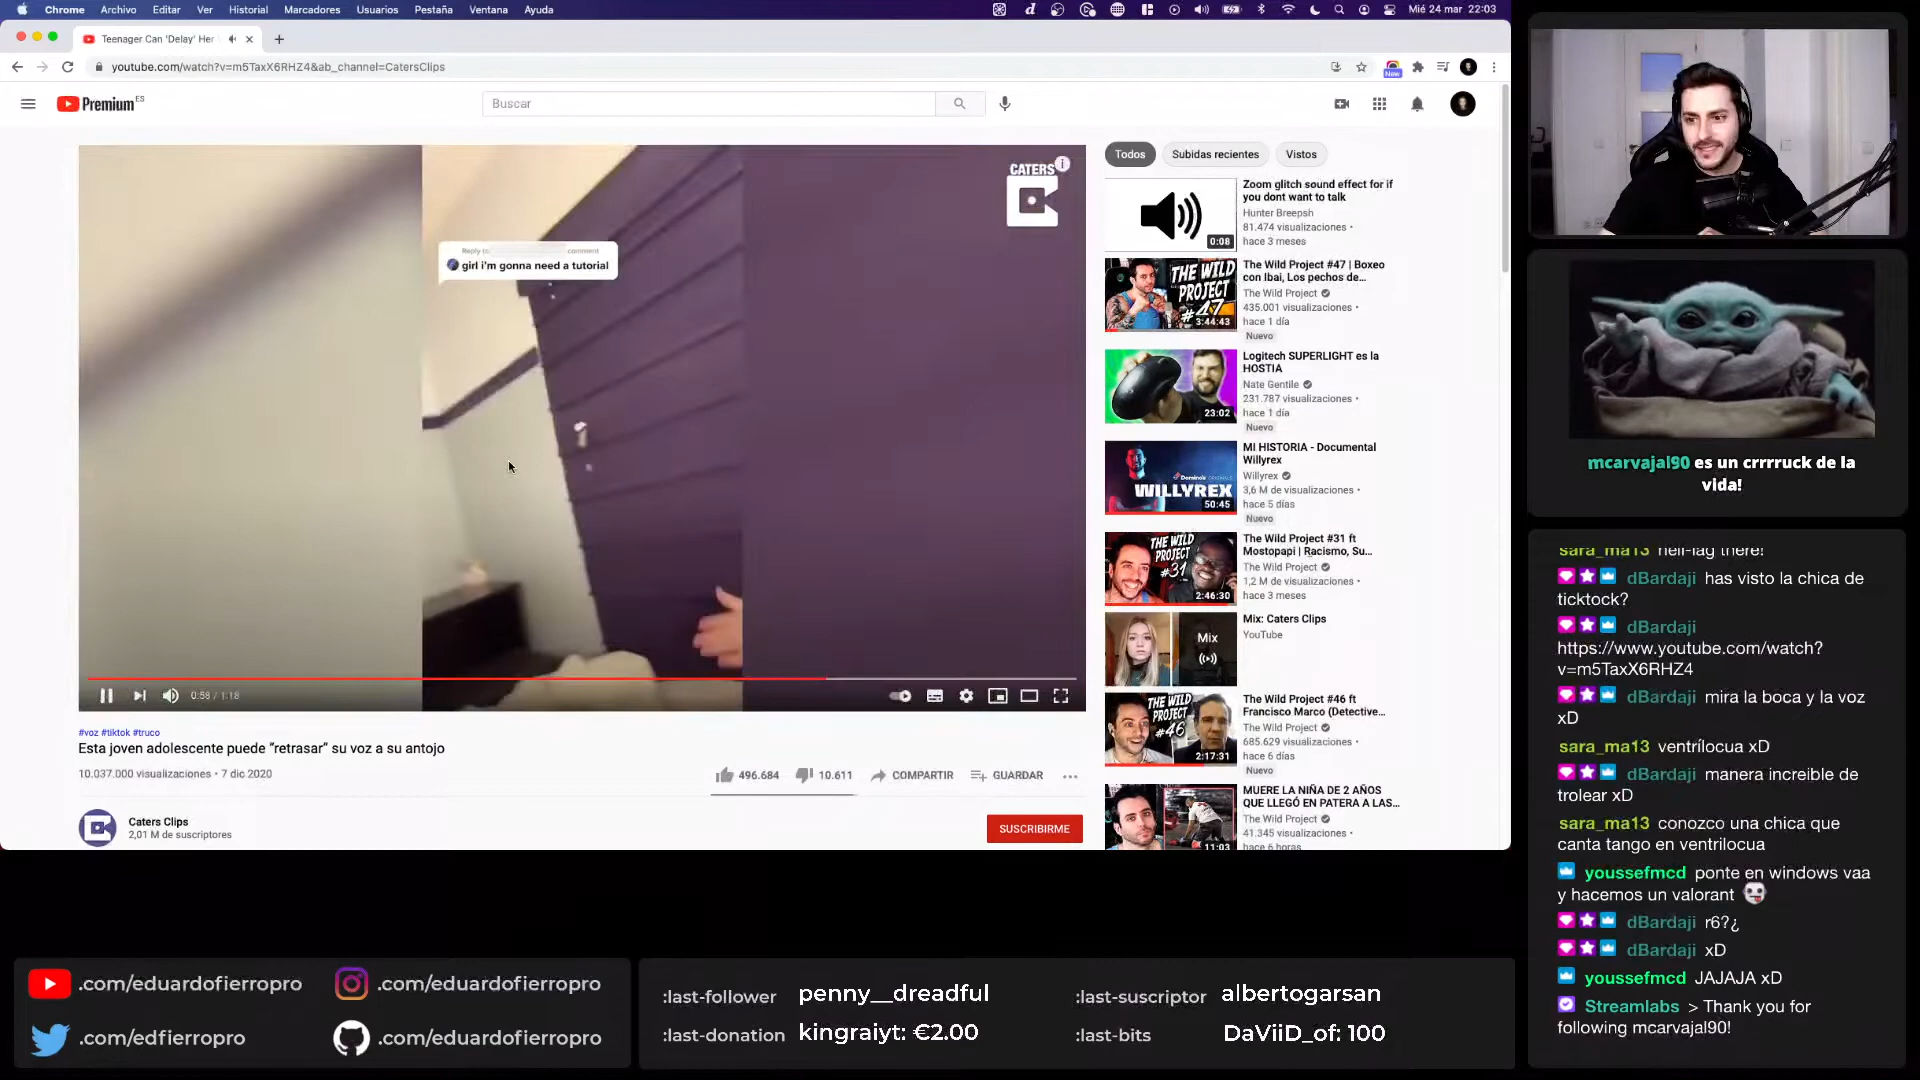 Chrome Archivo Editar Ver Historial Marcadores Usuarios Pestaña Ventana Ayuda
Mié 24 mar 22:03
Teenager Can 'Delay' Her
youtube.com/watch?v=m5TaxX6RHZ4&ab_channel=CatersClips
New
Premium ES
Buscar
CATERS
Reply to comment
girl i'm gonna need a tutorial
0:58 / 1:18
#voz #tiktok #truco
Esta joven adolescente puede "retrasar" su voz a su antojo
10.037.000 visualizaciones • 7 dic 2020
496.684
10.611
COMPARTIR
GUARDAR
Caters Clips
2,01 M de suscriptores
SUSCRIBIRME
Todos
Subidas recientes
Vistos
0:08
Zoom glitch sound effect for if
you dont want to talk
Hunter Breepsh
81.474 visualizaciones •
hace 3 meses
THE WILD
PROJECT
#47
3:44:43
The Wild Project #47 | Boxeo
con Ibai, Los pechos de...
The Wild Project
435.001 visualizaciones •
hace 1 día
Nuevo
23:02
Logitech SUPERLIGHT es la
HOSTIA
Nate Gentile
231.787 visualizaciones •
hace 1 día
Nuevo
WILLYREX
50:45
MI HISTORIA - Documental
Willyrex
Willyrex
3,6 M de visualizaciones •
hace 5 días
Nuevo
THE WILD
PROJECT
#31
2:46:30
The Wild Project #31 ft
Mostopapi | Racismo, Su...
The Wild Project
1,2 M de visualizaciones •
hace 3 meses
Mix
Mix: Caters Clips
YouTube
THE WILD
PROJECT
#46
2:17:31
The Wild Project #46 ft
Francisco Marco (Detective...
The Wild Project
685.629 visualizaciones •
hace 6 días
Nuevo
11:03
MUERE LA NIÑA DE 2 AÑOS
QUE LLEGÓ EN PATERA A LAS...
The Wild Project
41.345 visualizaciones •
hace 6 horas
mcarvajal90 es un crrrruck de la
vida!
sara_ma13 hell-lag there!
dBardaji has visto la chica de
ticktock?
dBardaji
https://www.youtube.com/watch?
v=m5TaxX6RHZ4
dBardaji mira la boca y la voz
xD
sara_ma13 ventrílocua xD
dBardaji manera increible de
trolear xD
sara_ma13 conozco una chica que
canta tango en ventrilocua
youssefmcd ponte en windows vaa
y hacemos un valorant
dBardaji r6?¿
dBardaji xD
youssefmcd JAJAJA xD
Streamlabs > Thank you for
following mcarvajal90!
.com/eduardofierropro
.com/eduardofierropro
.com/edfierropro
.com/eduardofierropro
:last-follower penny__dreadful
:last-suscriptor albertogarsan
:last-donation kingraiyt: €2.00
:last-bits DaViiD_of: 100